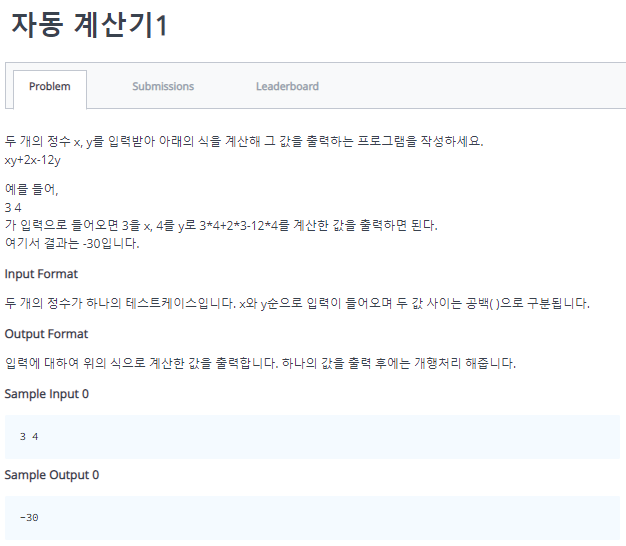 자동 계산기1
Problem Submissions Leaderboard
두 개의 정수 x, y를 입력받아 아래의 식을 계산해 그 값을 출력하는 프로그램을 작성하세요.
xy+2x-12y
예를 들어,
3 4
가 입력으로 들어오면 3을 x, 4를 y로 3*4+2*3-12*4를 계산한 값을 출력하면 된다.
여기서 결과는 -30입니다.
Input Format
두 개의 정수가 하나의 테스트케이스입니다. x와 y순으로 입력이 들어오며 두 값 사이는 공백( )으로 구분됩니다.
Output Format
입력에 대하여 위의 식으로 계산한 값을 출력합니다. 하나의 값을 출력 후에는 개행처리 해줍니다.
Sample Input 0
3 4
Sample Output 0
-30